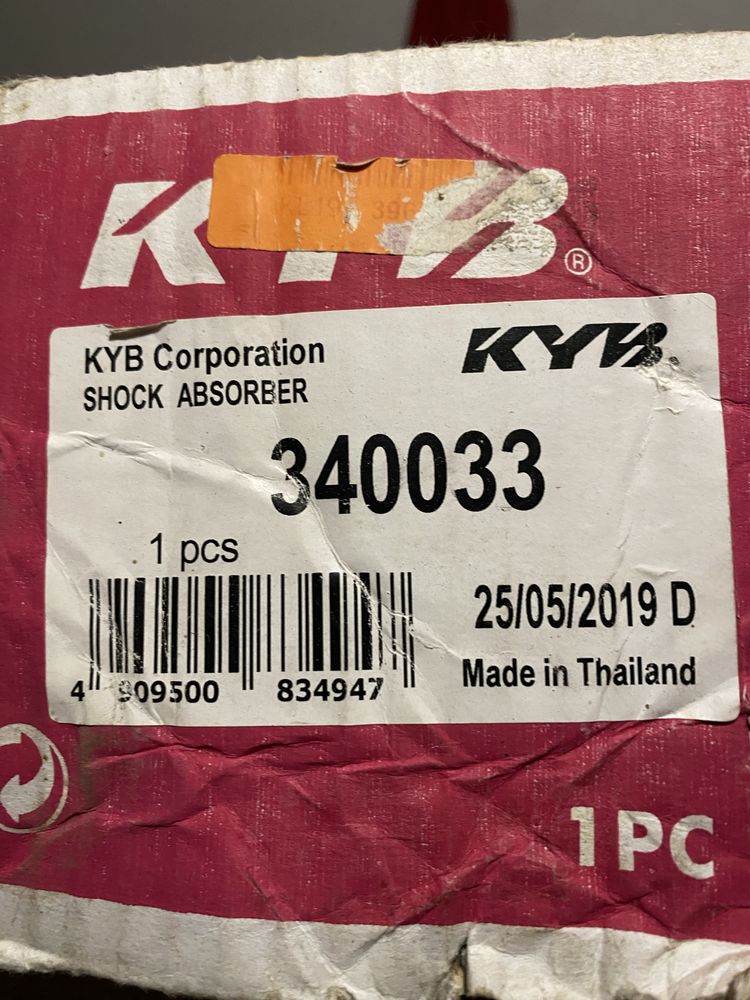 KYB®
KYB Corporation
KYB®
SHOCK ABSORBER
340033
1 pcs
25/05/2019 D
4 909500 834947
Made in Thailand
1PC